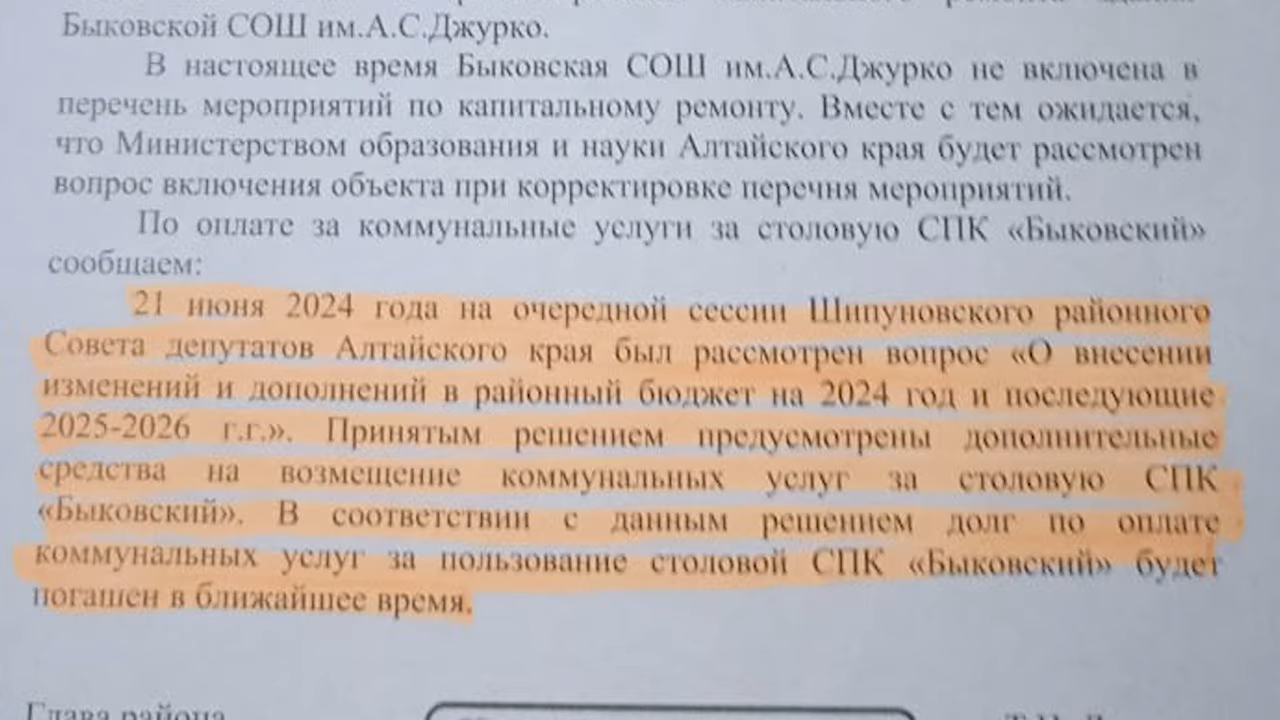 Быковской СОШ им.А.С.Джурко.
В настоящее время Быковская СОШ им.А.С.Джурко не включена в
перечень мероприятий по капитальному ремонту. Вместе с тем ожидается,
что Министерством образования и науки Алтайского края будет рассмотрен
вопрос включения объекта при корректировке перечня мероприятий.
По оплате за коммунальные услуги за столовую СПК «Быковский»
сообщаем:
21 июня 2024 года на очередной сессии Шипуновского районного
Совета депутатов Алтайского края был рассмотрен вопрос «О внесении
изменений и дополнений в районный бюджет на 2024 год и последующие
2025-2026 г.г.». Принятым решением предусмотрены дополнительные
средства на возмещение коммунальных услуг за столовую СПК
«Быковский». В соответствии с данным решением долг по оплате
коммунальных услуг за пользование столовой СПК «Быковский» будет
погашен в ближайшее время.
Глава района